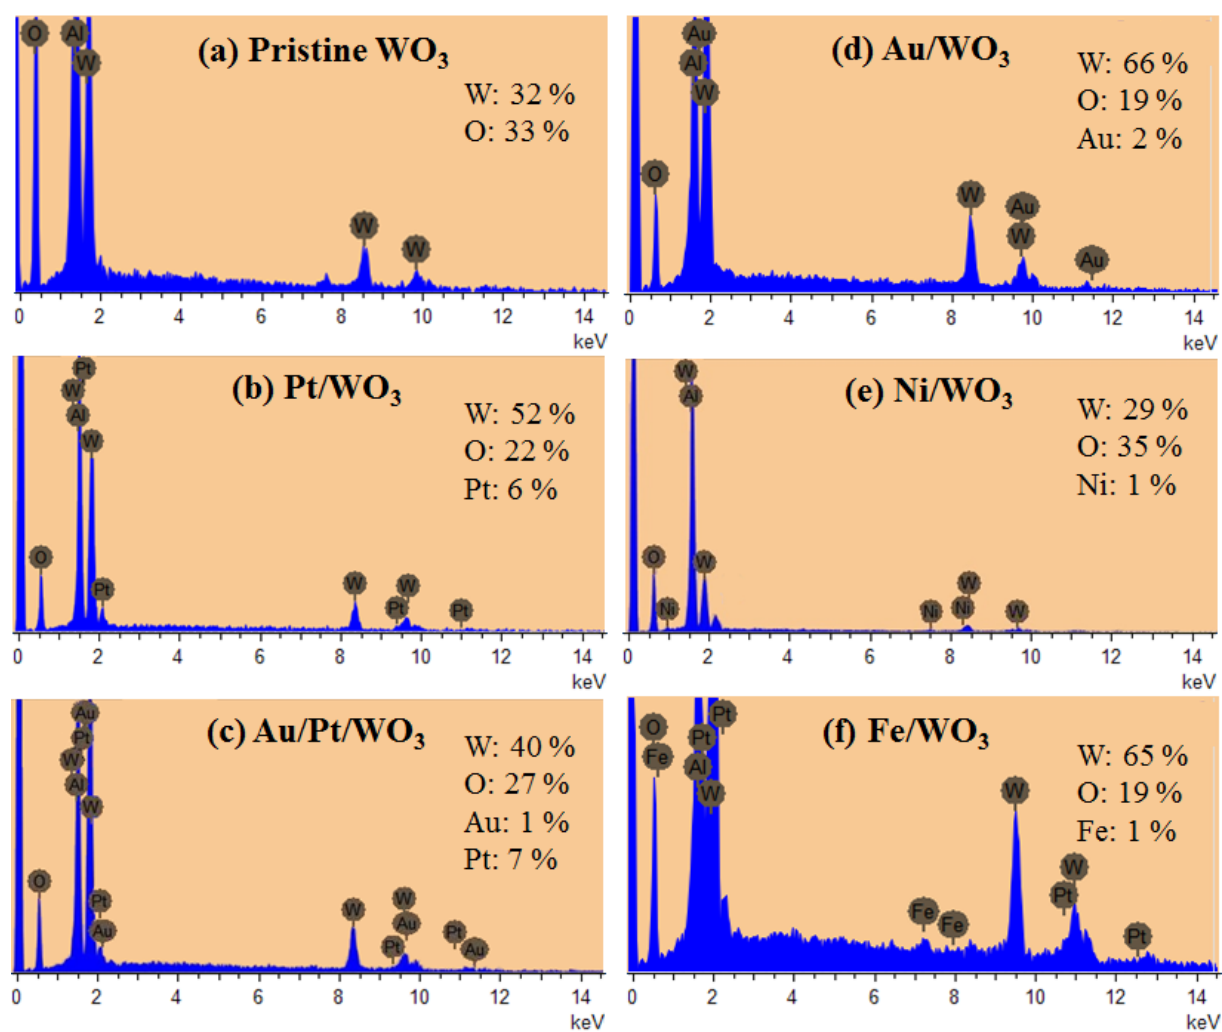 (a) Pristine WO₃
W: 32 %
O: 33 %
O
Al
W
W
W
0 2 4 6 8 10 12 14
keV
(d) Au/WO₃
W: 66 %
O: 19 %
Au: 2 %
Au
Al
W
O
W
Au
W
Au
0 2 4 6 8 10 12 14
keV
(b) Pt/WO₃
W: 52 %
O: 22 %
Pt: 6 %
Pt
W
Al
W
O
Pt
W
W
Pt
Pt
0 2 4 6 8 10 12 14
keV
(e) Ni/WO₃
W: 29 %
O: 35 %
Ni: 1 %
W
Al
O
W
Ni
W
Ni
Ni
W
0 2 4 6 8 10 12 14
keV
(c) Au/Pt/WO₃
W: 40 %
O: 27 %
Au: 1 %
Pt: 7 %
Au
Pt
W
Al
W
O
Pt
Au
W
W
Au
Pt
Pt
Au
0 2 4 6 8 10 12 14
keV
(f) Fe/WO₃
W: 65 %
O: 19 %
Fe: 1 %
O
Fe
Pt
Pt
Al
W
W
Fe
Fe
W
Pt
Pt
0 2 4 6 8 10 12 14
keV